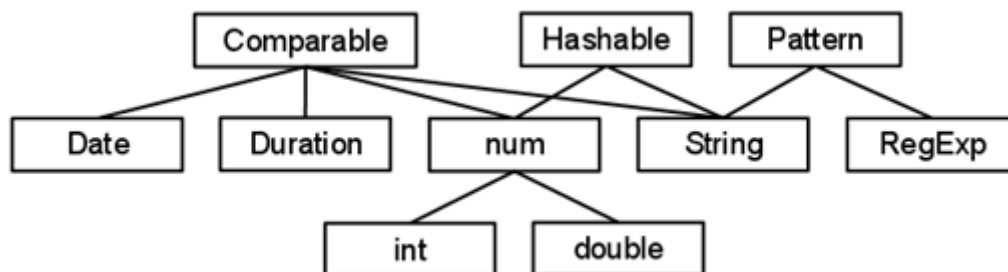 Comparable Hashable Pattern
Date Duration num String RegExp
int double